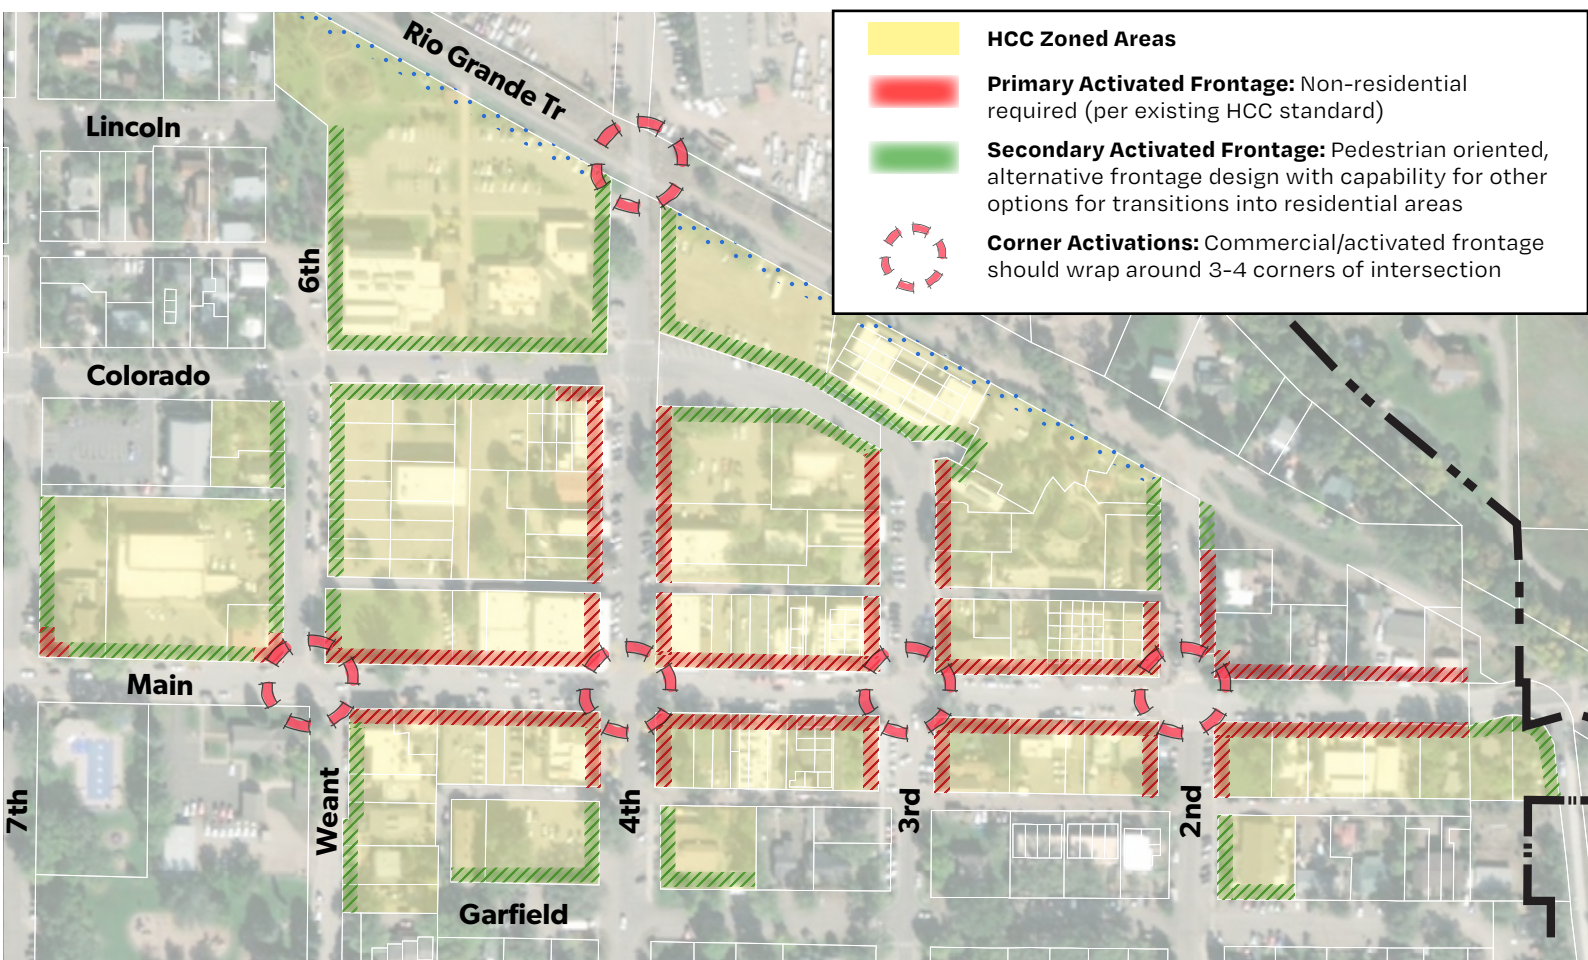 HCC Zoned Areas
Primary Activated Frontage: Non-residential
required (per existing HCC standard)
Secondary Activated Frontage: Pedestrian oriented,
alternative frontage design with capability for other
options for transitions into residential areas
Corner Activations: Commercial/activated frontage
should wrap around 3-4 corners of intersection
Rio Grande Tr
Lincoln
6th
Colorado
Main
7th
Weant
4th
3rd
2nd
Garfield